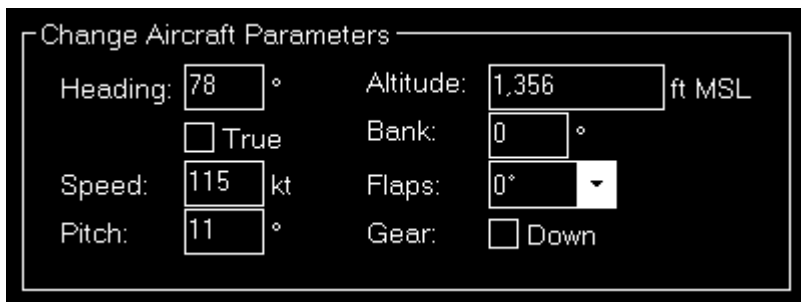 Change Aircraft Parameters
Heading: 78 ° Altitude: 1,356 ft MSL
True Bank: 0 °
Speed: 115 kt Flaps: 0°
Pitch: 11 ° Gear: Down